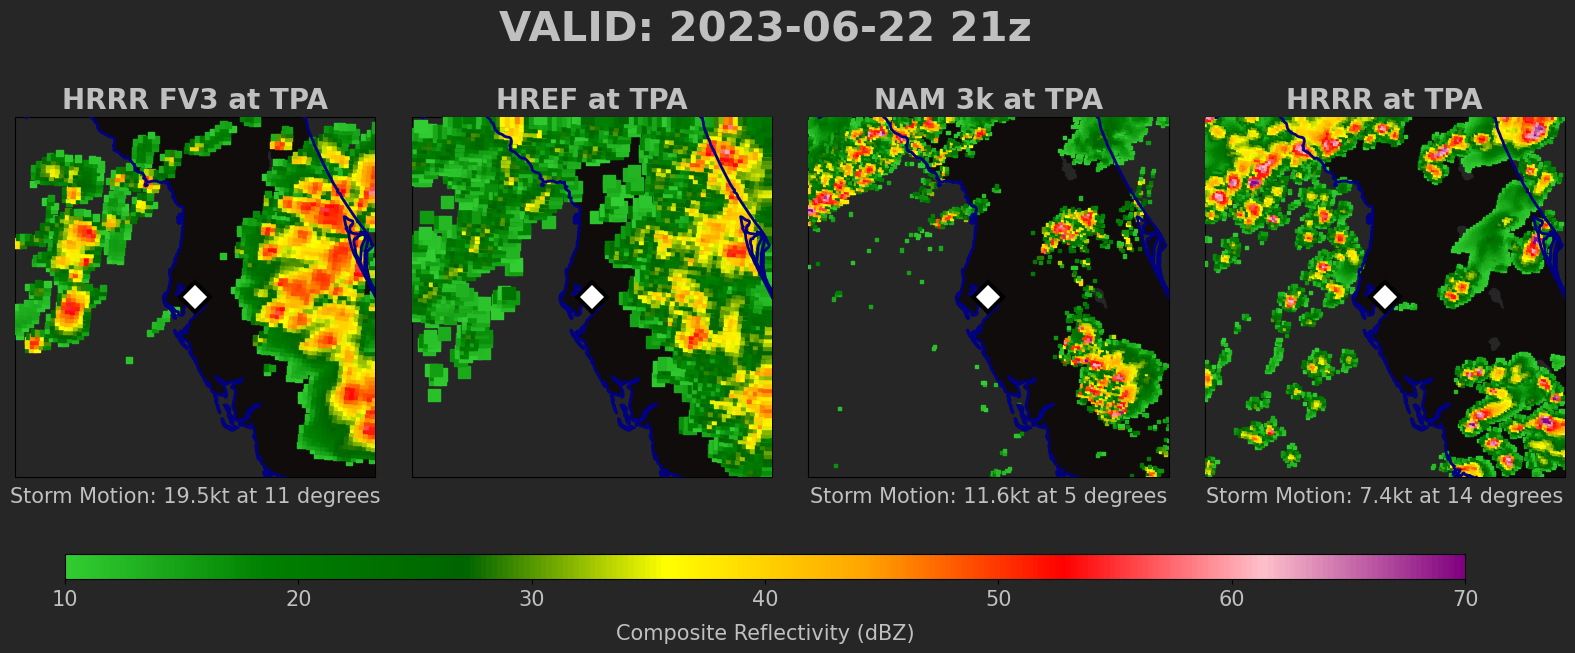 VALID: 2023-06-22 21z
HRRR FV3 at TPA
HREF at TPA
NAM 3k at TPA
HRRR at TPA
Storm Motion: 19.5kt at 11 degrees
Storm Motion: 11.6kt at 5 degrees
Storm Motion: 7.4kt at 14 degrees
10 20 30 40 50 60 70
Composite Reflectivity (dBZ)